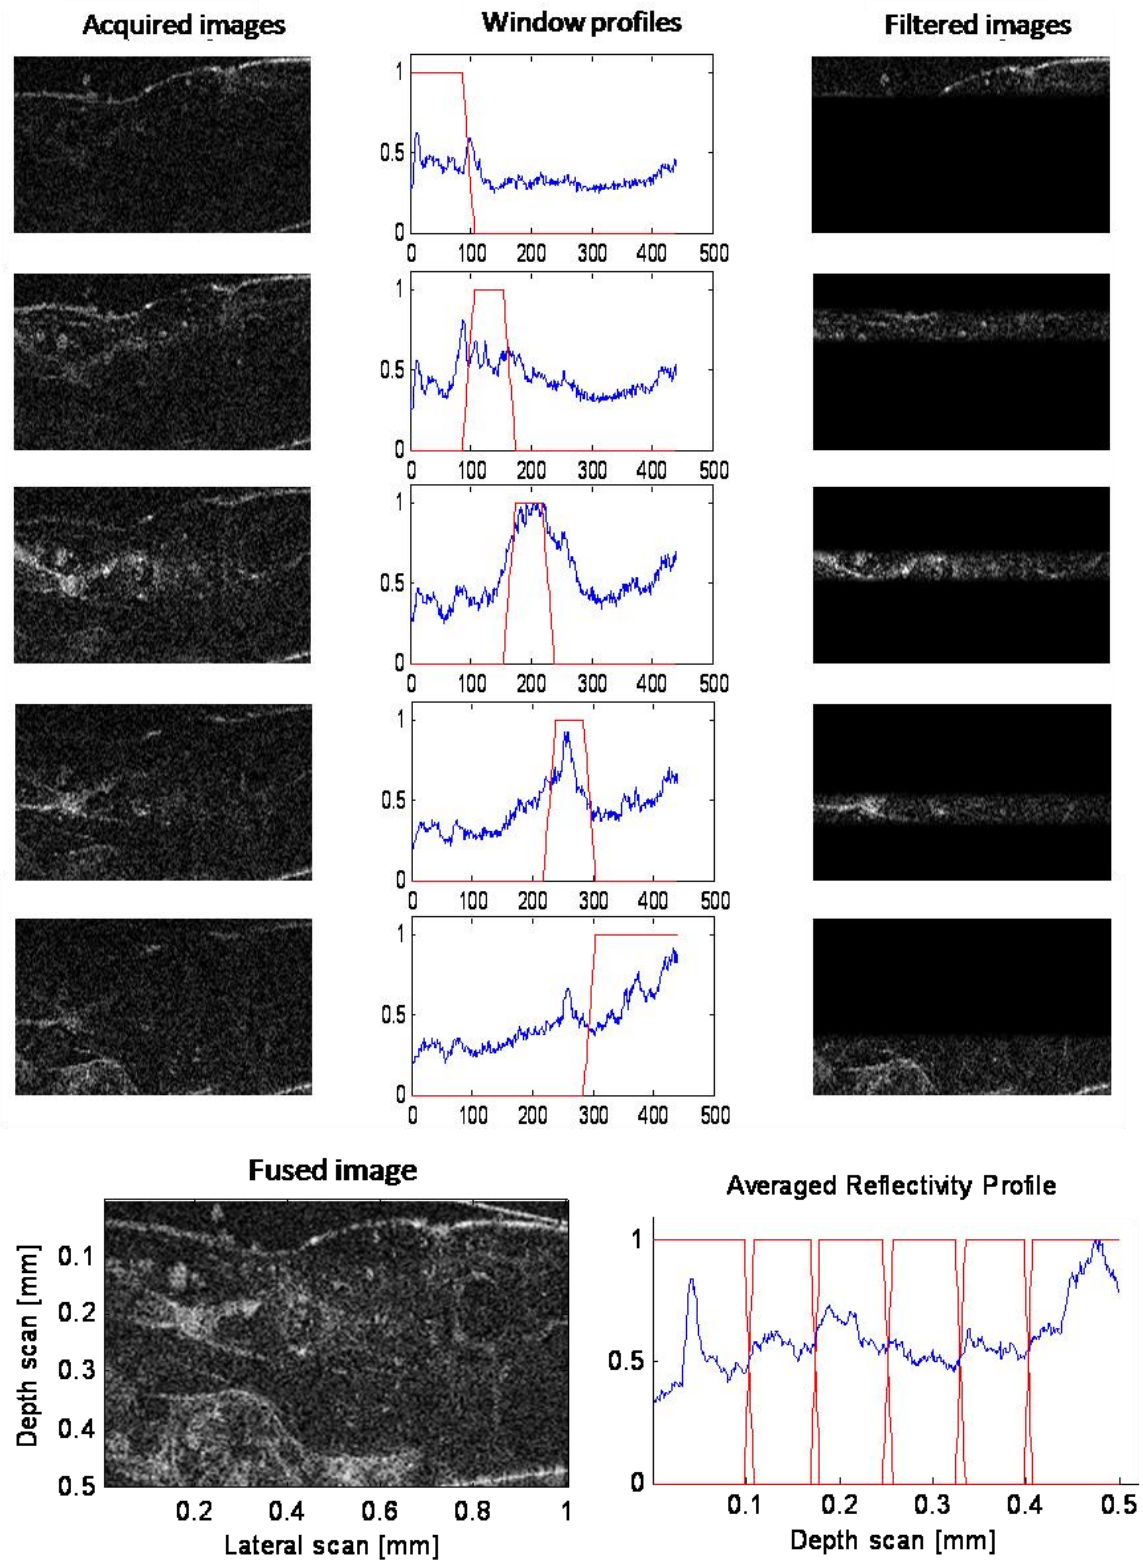 Acquired images
Window profiles
Filtered images
1
0.5
0
0 100 200 300 400 500
1
0.5
0
0 100 200 300 400 500
1
0.5
0
0 100 200 300 400 500
1
0.5
0
0 100 200 300 400 500
1
0.5
0
0 100 200 300 400 500
Fused image
Depth scan [mm]
0.1
0.2
0.3
0.4
0.5
0.2 0.4 0.6 0.8 1
Lateral scan [mm]
Averaged Reflectivity Profile
1
0.5
0
0.1 0.2 0.3 0.4 0.5
Depth scan [mm]